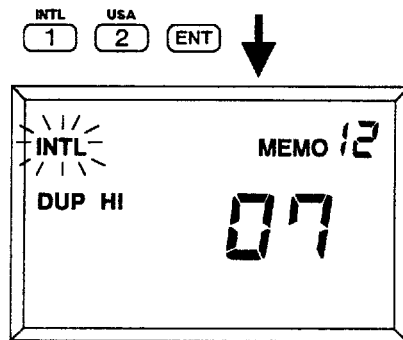 INTL USA
1 2 ENT
INTL MEMO 12
DUP HI 07